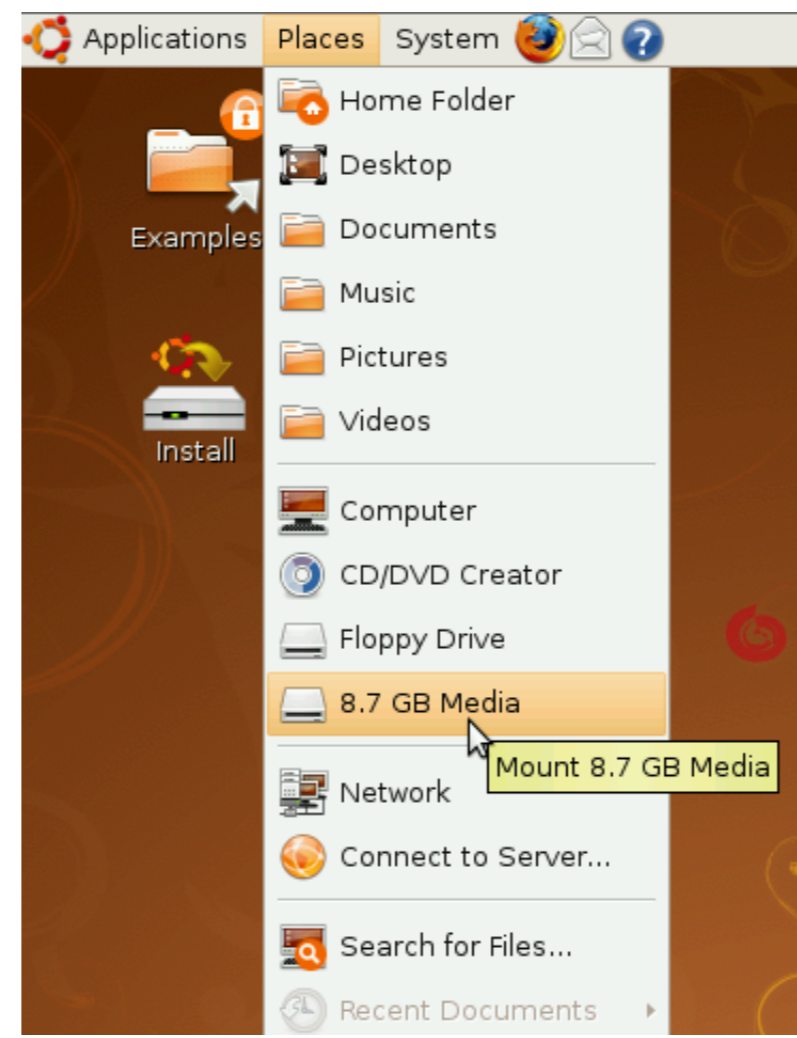 Applications Places System
Home Folder
Desktop
Examples
Documents
Music
Pictures
Videos
Install
Computer
CD/DVD Creator
Floppy Drive
8.7 GB Media
Mount 8.7 GB Media
Network
Connect to Server...
Search for Files...
Recent Documents